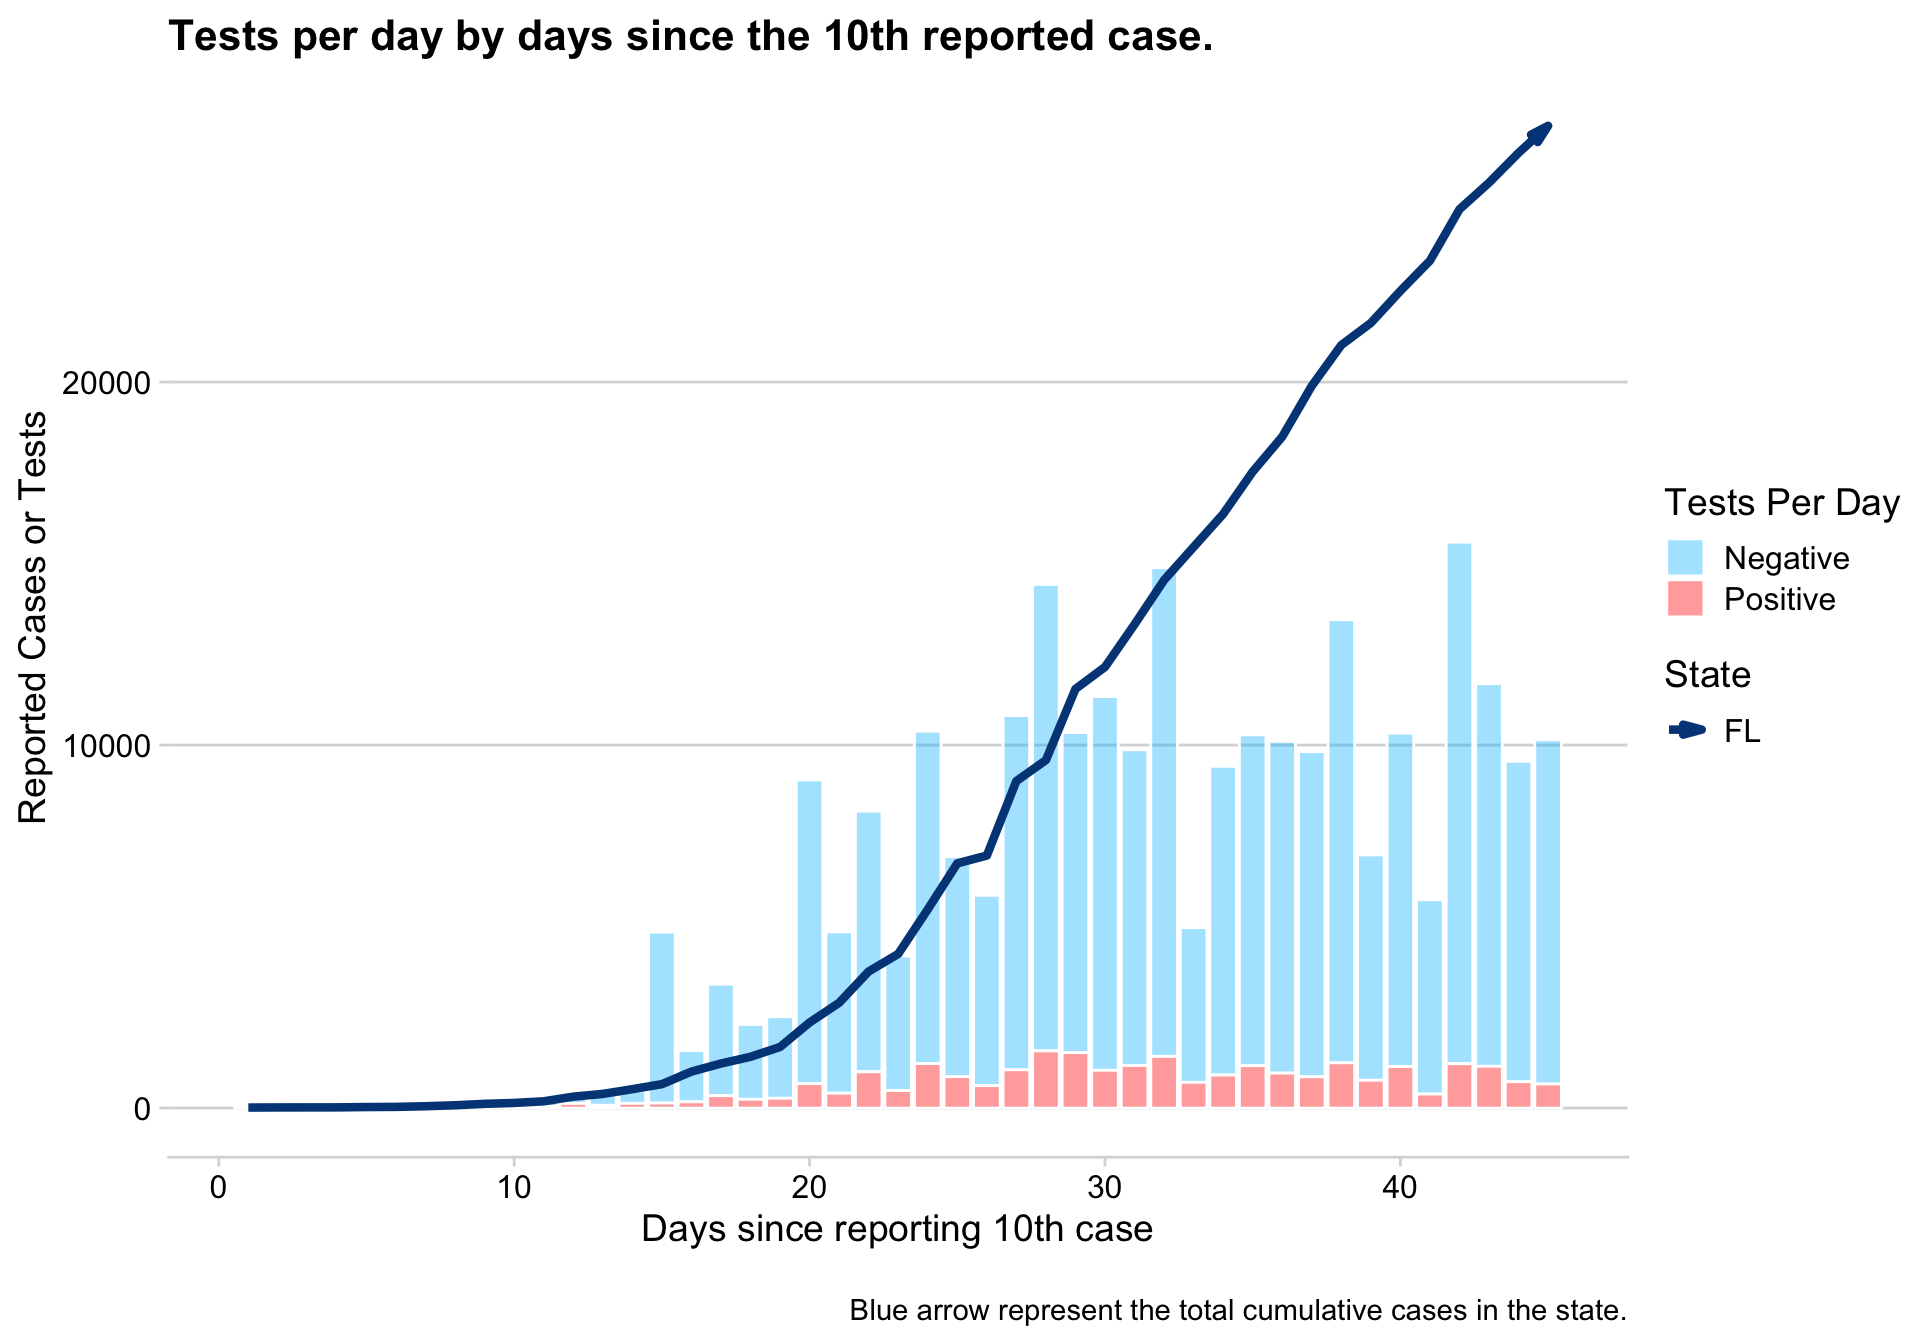 Tests per day by days since the 10th reported case.
Reported Cases or Tests
20000
10000
0
0
10
20
30
40
Days since reporting 10th case
Tests Per Day
Negative
Positive
State
FL
Blue arrow represent the total cumulative cases in the state.